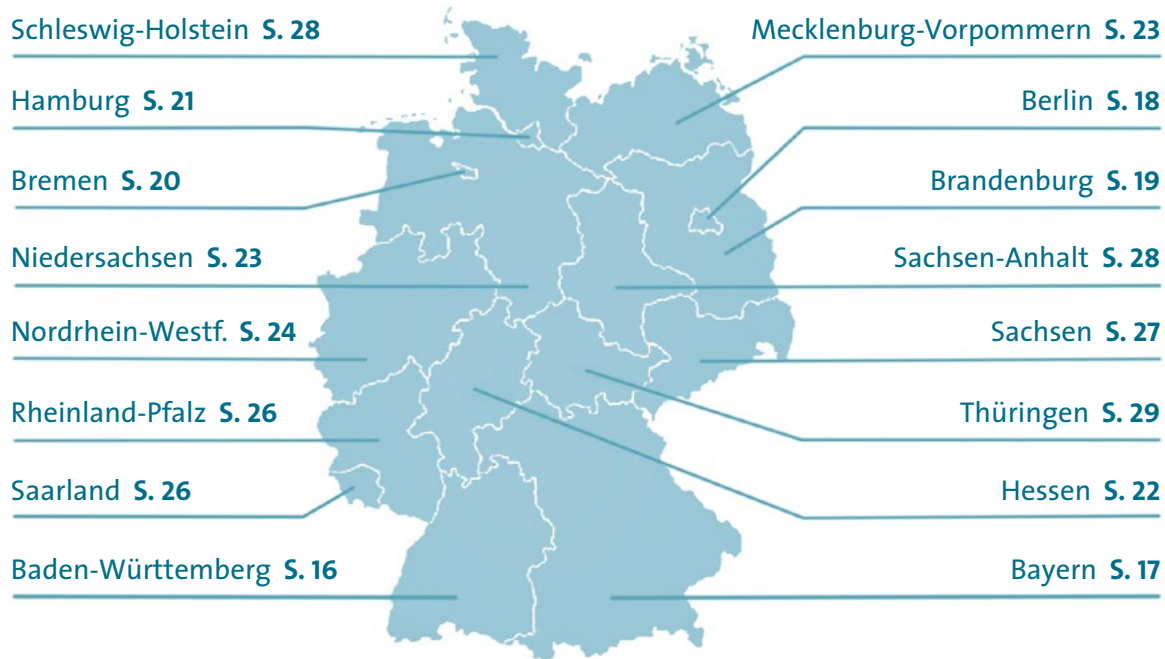 Schleswig-Holstein S. 28
Hamburg S. 21
Bremen S. 20
Niedersachsen S. 23
Nordrhein-Westf. S. 24
Rheinland-Pfalz S. 26
Saarland S. 26
Baden-Württemberg S. 16
Mecklenburg-Vorpommern S. 23
Berlin S. 18
Brandenburg S. 19
Sachsen-Anhalt S. 28
Sachsen S. 27
Thüringen S. 29
Hessen S. 22
Bayern S. 17